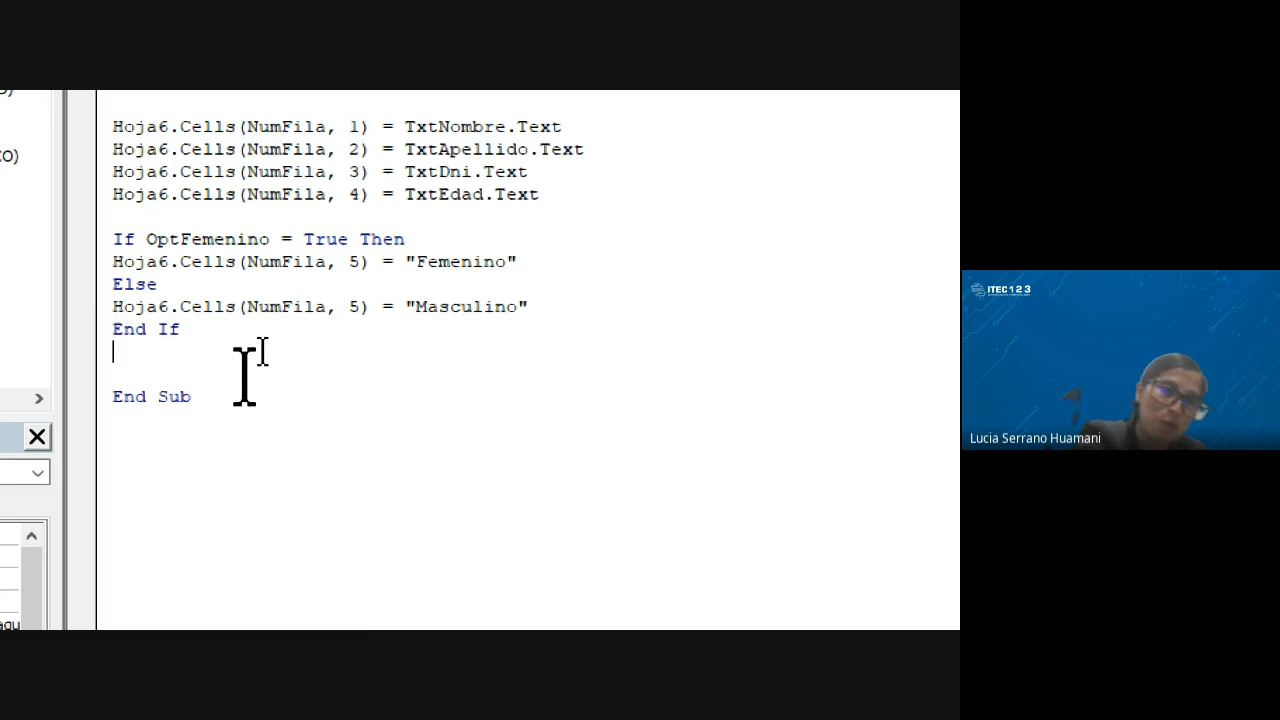 Hoja6.Cells(NumFila, 1) = TxtNombre.Text
Hoja6.Cells(NumFila, 2) = TxtApellido.Text
Hoja6.Cells(NumFila, 3) = TxtDni.Text
Hoja6.Cells(NumFila, 4) = TxtEdad.Text
If OptFemenino = True Then
Hoja6.Cells(NumFila, 5) = "Femenino"
Else
Hoja6.Cells(NumFila, 5) = "Masculino"
End If
End Sub
ITEC123
Lucia Serrano Huamani